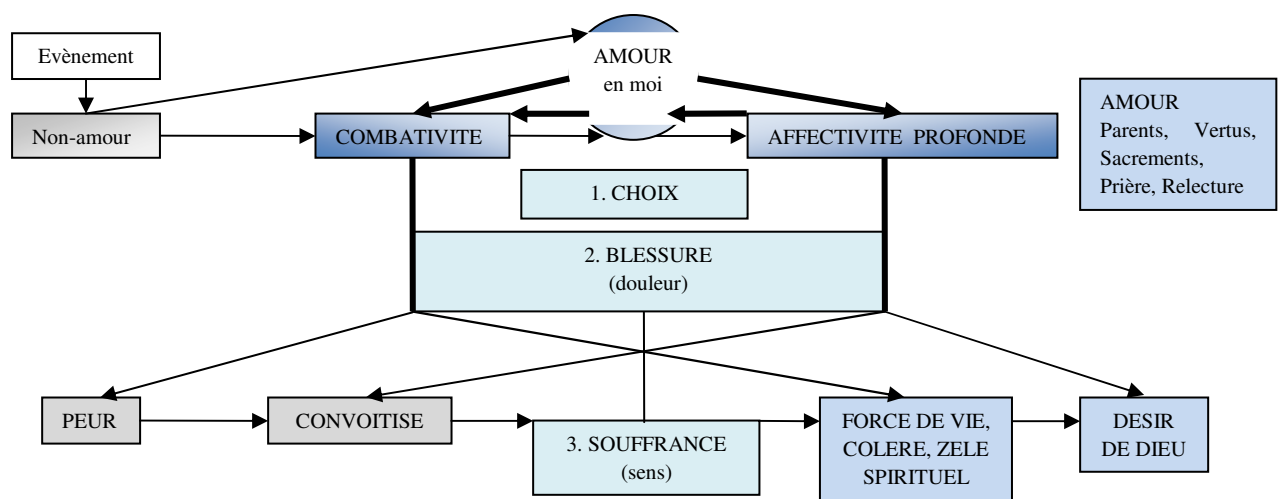 Evènement
AMOUR
en moi
Non-amour
COMBATIVITE
AFFECTIVITE PROFONDE
AMOUR
Parents, Vertus,
Sacrements,
Prière, Relecture
1. CHOIX
2. BLESSURE
(douleur)
PEUR
CONVOITISE
3. SOUFFRANCE
(sens)
FORCE DE VIE,
COLERE, ZELE
SPIRITUEL
DESIR
DE DIEU